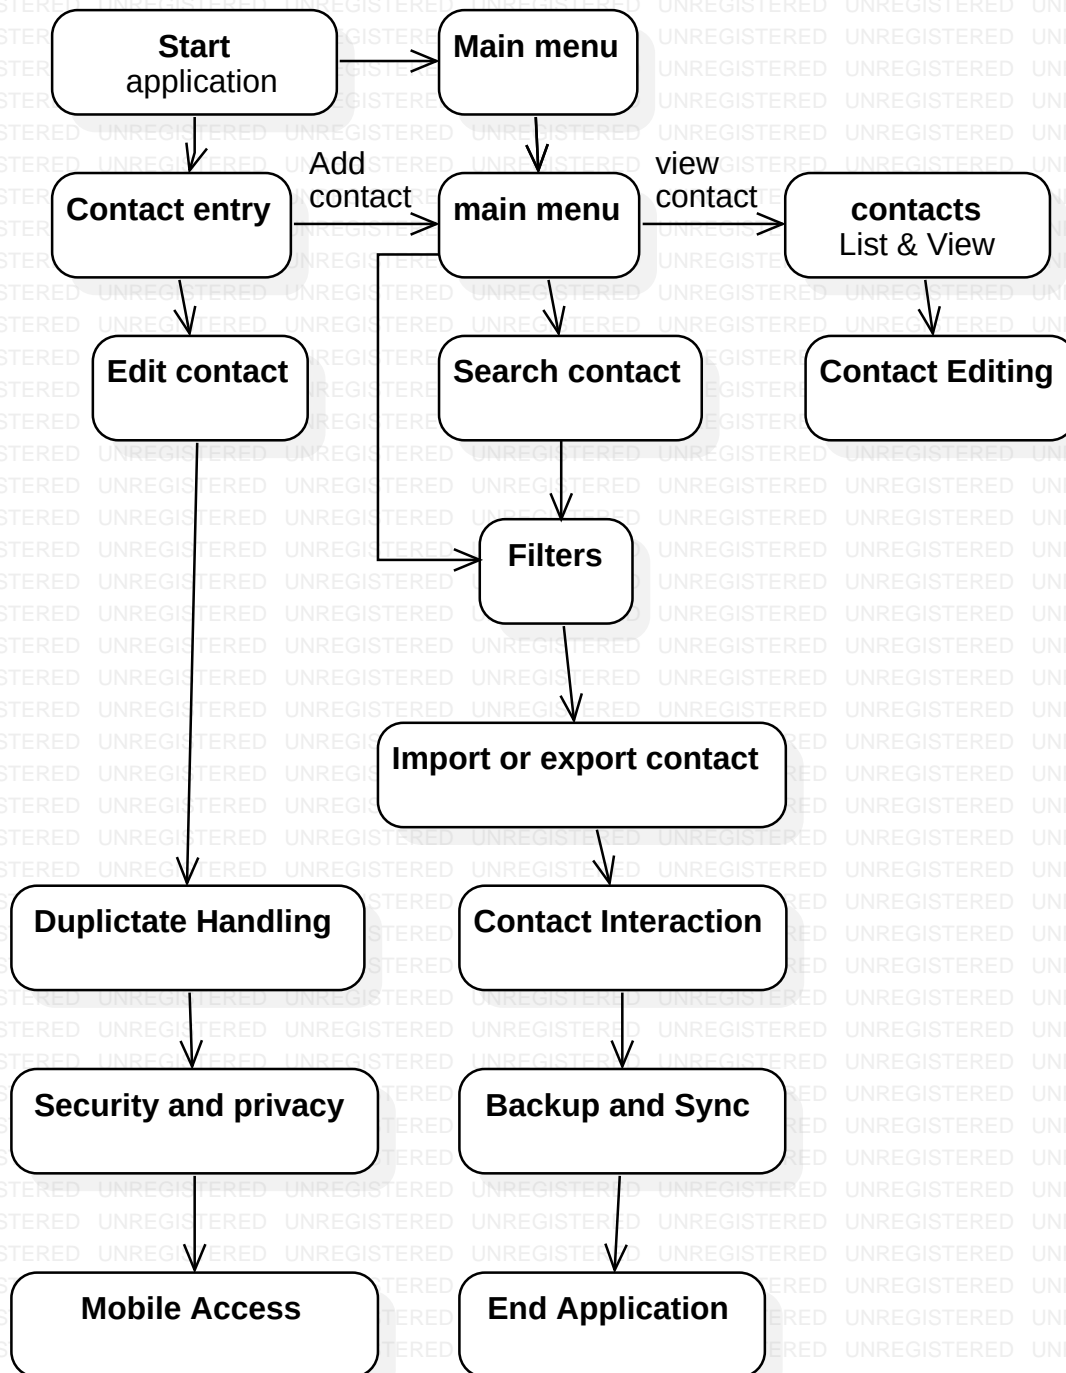 Start
application
Main menu
Add
contact
view
contact
Contact entry
main menu
contacts
List & View
Edit contact
Search contact
Contact Editing
Filters
Import or export contact
Duplictate Handling
Contact Interaction
Security and privacy
Backup and Sync
Mobile Access
End Application
UNREGISTERED